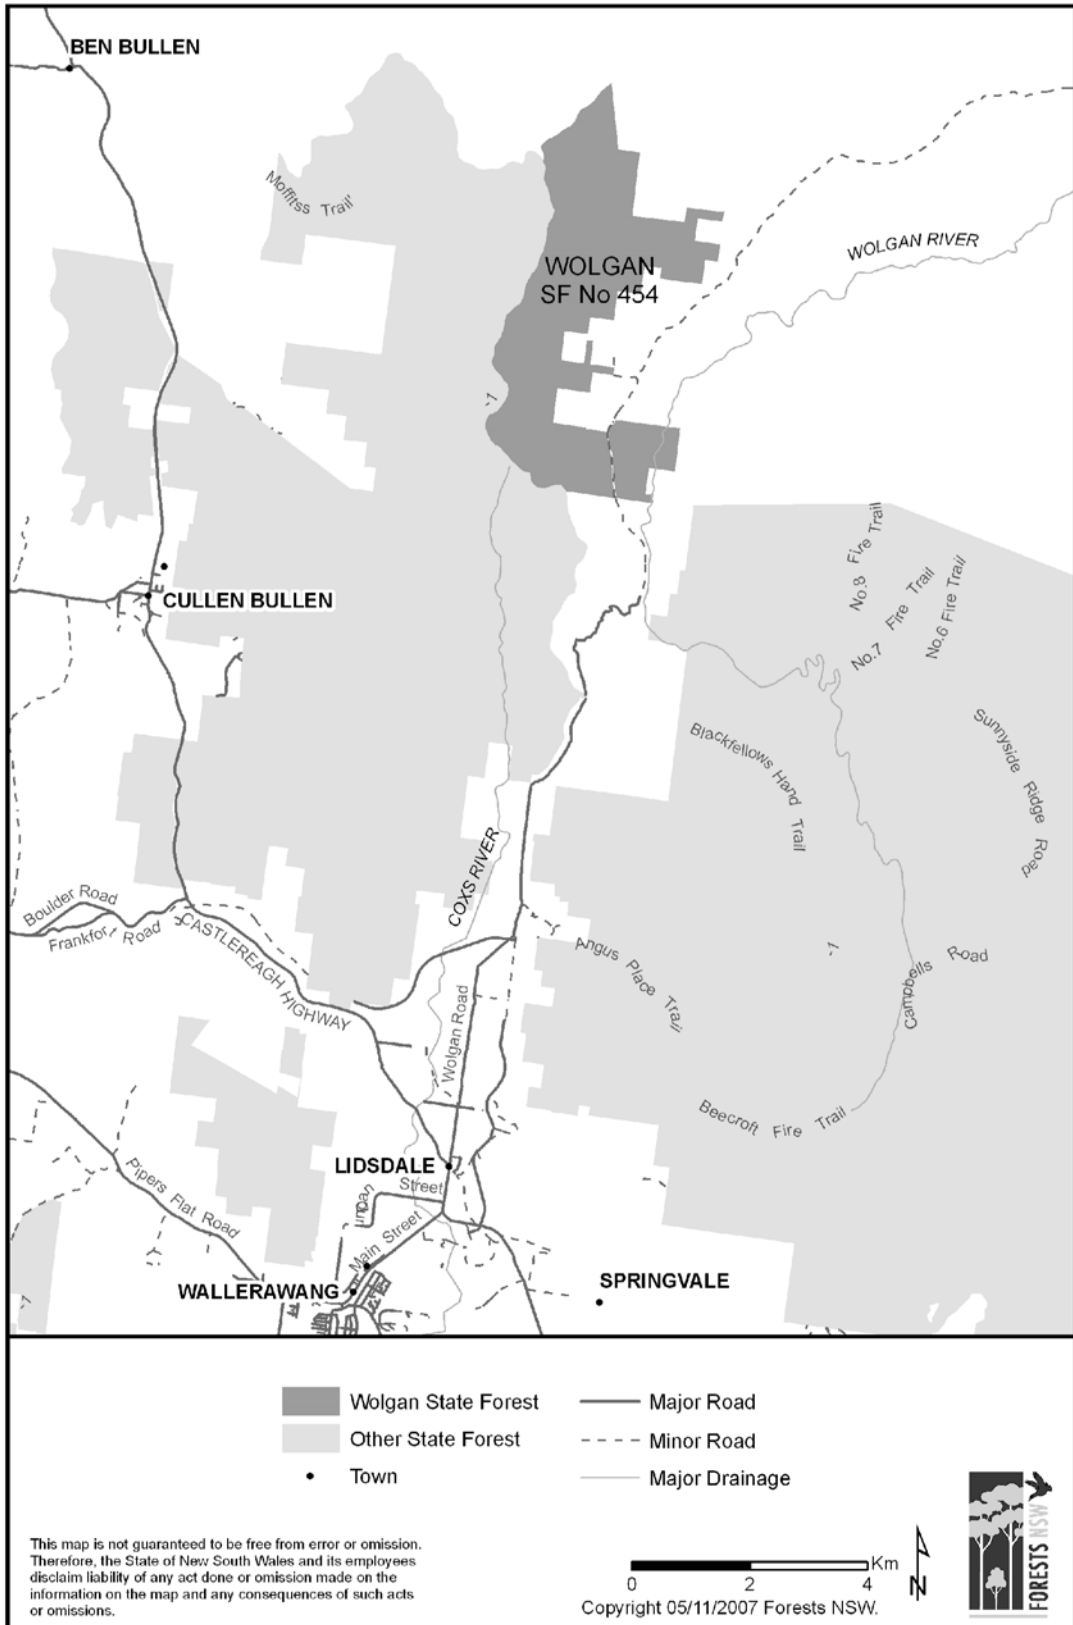 BEN BULLEN
Moffitss Trail'
WOLGAN RIVER
WOLGAN
SF No 454
-1
No.8 Fire Trail
No.7 Fire Trail
No.6 Fire Trail
CULLEN BULLEN
Sunnyside Ridge Road
Blackfellows Hand Trail
COXS RIVER
Boulder Road
Frankfort Road
CASTLEREAGH HIGHWAY
Angus Place Trail
-1
Campbells Road
Wolgan Road
Beecroft Fire Trail
LIDSDALE
Street
Pipers Flat Road
Main Street
WALLERAWANG
SPRINGVALE
Wolgan State Forest
Other State Forest
Town
Major Road
Minor Road
Major Drainage
This map is not guaranteed to be free from error or omission.
Therefore, the State of New South Wales and its employees
disclaim liability of any act done or omission made on the
information on the map and any consequences of such acts
or omissions.
0 2 4 Km
N
Copyright 05/11/2007 Forests NSW.
FORESTS NSW